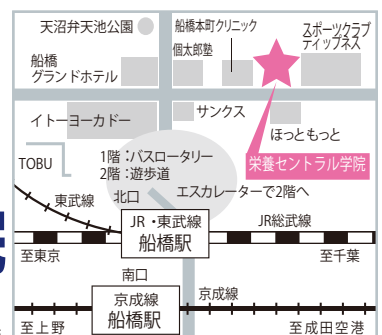 天沼弁天池公園
船橋本町クリニック
スポーツクラブ
ティップネス
個太郎塾
船橋
グランドホテル
イトーヨーカドー
サンクス
ほっともっと
TOBU
1階：バスロータリー
2階：遊歩道
栄養セントラル学院
北口
エスカレーターで2階へ
東武線
JR・東武線
船橋駅
JR総武線
至東京
至千葉
南口
京成線
船橋駅
京成線
至上野
至成田空港